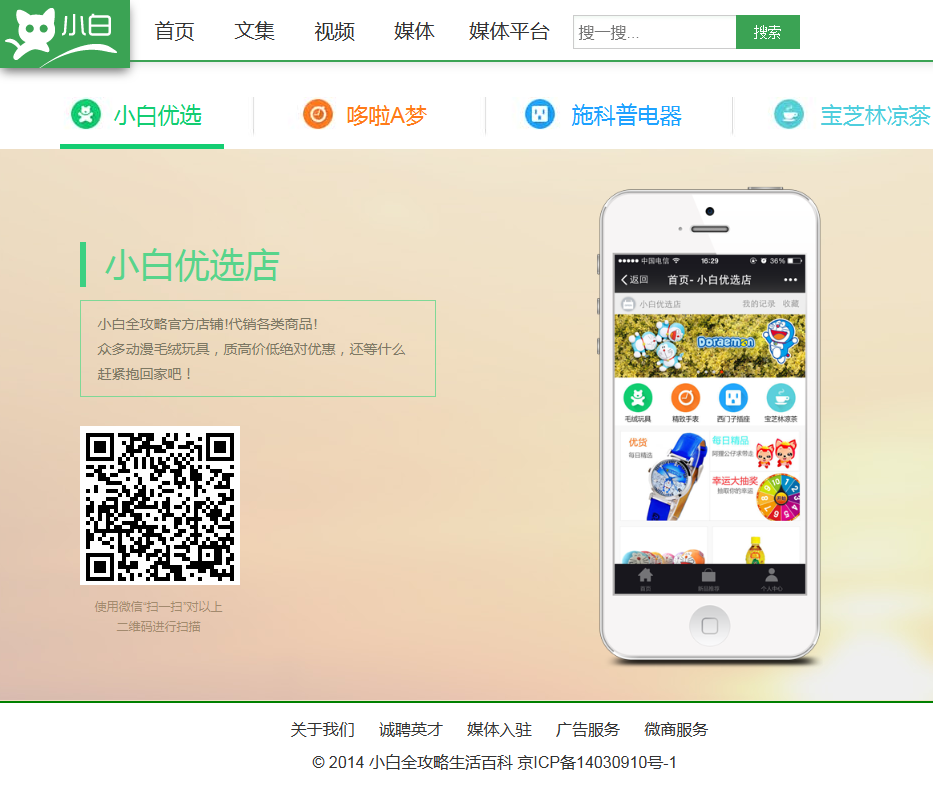 小白
首页
文集
视频
媒体
媒体平台
搜一搜...
搜索
小白优选
哆啦A梦
施科普电器
宝芝林凉茶
小白优选店
小白全攻略官方店铺!代销各类商品!
众多动漫毛绒玩具，质高价低绝对优惠，还等什么
赶紧抱回家吧！
使用微信“扫一扫”对以上
二维码进行扫描
中国电信
16:29
36%
返回
首页- 小白优选店
小白优选店
我的记录
收藏
Doraemon
毛绒玩具
精致手表
西门子插座
宝芝林凉茶
优货
每日精选
每日精品
阿狸公仔求带走
幸运大抽奖
抽取你的幸运
首页
个人中心
关于我们
诚聘英才
媒体入驻
广告服务
微商服务
© 2014 小白全攻略生活百科 京ICP备14030910号-1